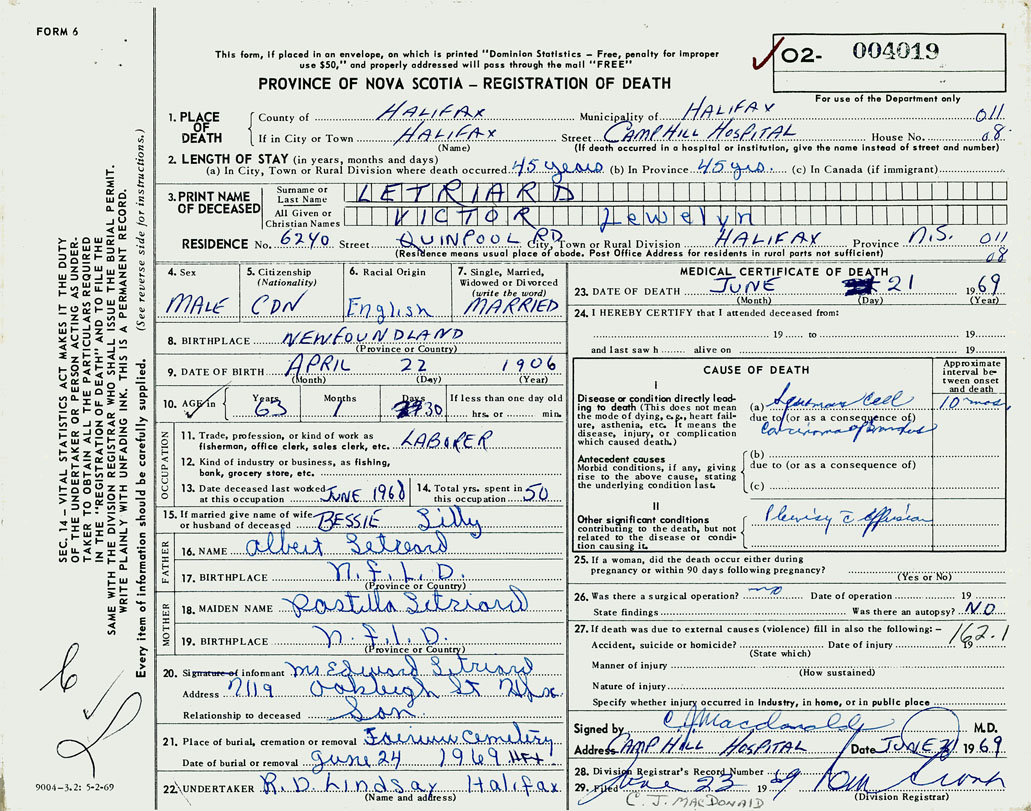 FORM 6
This form, if placed in an envelope, on which is printed "Dominion Statistics – Free, penalty for improper
use $50," and properly addressed will pass through the mail "FREE"
PROVINCE OF NOVA SCOTIA – REGISTRATION OF DEATH
O2- 004019
For use of the Department only
SEC. 14 – VITAL STATISTICS ACT MAKES IT THE DUTY
OF THE UNDERTAKER OR PERSON ACTING AS UNDER-
TAKER TO OBTAIN ALL THE PARTICULARS REQUIRED
IN THE "REGISTRATION OF DEATH" AND TO FILE THE
SAME WITH THE DIVISION REGISTRAR WHO SHALL ISSUE THE BURIAL PERMIT.
WRITE PLAINLY WITH UNFADING INK. THIS IS A PERMANENT RECORD.
Every item of information should be carefully supplied. (See reverse side for instructions.)
6
9004-3.2: 5-2-69
1. PLACE OF DEATH
County of HALIFAX Municipality of HALIFAX 011
If in City or Town HALIFAX Street CAMP HILL HOSPITAL House No. 08
(Name) (If death occurred in a hospital or institution, give the name instead of street and number)
2. LENGTH OF STAY (in years, months and days)
(a) In City, Town or Rural Division where death occurred 45 years (b) In Province 45 yrs. (c) In Canada (if immigrant)
3. PRINT NAME OF DECEASED
Surname or Last Name LETRIARD
All Given or Christian Names VICTOR Lewelyn
RESIDENCE No. 6240 Street QUINPOOL RD City, Town or Rural Division HALIFAX Province N.S. 011
(Residence means usual place of abode. Post Office Address for residents in rural parts not sufficient) 08
4. Sex MALE
5. Citizenship (Nationality) CDN
6. Racial Origin English
7. Single, Married, Widowed or Divorced (write the word) MARRIED
8. BIRTHPLACE NEWFOUNDLAND
(Province or Country)
9. DATE OF BIRTH APRIL 22 1906
(Month) (Day) (Year)
10. AGE in Years 63 Months 1 Days 30 If less than one day old
hrs. or min.
OCCUPATION
11. Trade, profession, or kind of work as
fisherman, office clerk, sales clerk, etc. LABORER
12. Kind of industry or business, as fishing,
bank, grocery store, etc.
13. Date deceased last worked at this occupation JUNE 1968
14. Total yrs. spent in this occupation 50
15. If married give name of wife or husband of deceased BESSIE Lilly
FATHER
16. NAME Albert Letriard
17. BIRTHPLACE N.F.L.D.
(Province or Country)
MOTHER
18. MAIDEN NAME Letriard
19. BIRTHPLACE N.F.L.D.
(Province or Country)
20. Signature of informant Mr Edward Letriard
Address 7119 Oakleigh St Hfx
Relationship to deceased Son
21. Place of burial, cremation or removal Fairview Cemetery
Date of burial or removal June 24 1969
22. UNDERTAKER R.D. Lindsay Halifax
(Name and address)
MEDICAL CERTIFICATE OF DEATH
23. DATE OF DEATH JUNE 21 1969
(Month) (Day) (Year)
24. I HEREBY CERTIFY that I attended deceased from:
19 to 19
and last saw h alive on 19
CAUSE OF DEATH
Approximate interval between onset and death
I
Disease or condition directly leading to death (This does not mean the mode of dying, e.g., heart failure, asthenia, etc. It means the disease, injury, or complication which caused death.)
(a) Squamous Cell 10 mos.
due to (or as a consequence of)
Carcinoma of Bronchus
Antecedent causes
Morbid conditions, if any, giving rise to the above cause, stating the underlying condition last.
(b)
due to (or as a consequence of)
(c)
II
Other significant conditions contributing to the death, but not related to the disease or condition causing it.
Pleurisy c Effusion
25. If a woman, did the death occur either during
pregnancy or within 90 days following pregnancy?
(Yes or No)
26. Was there a surgical operation? no Date of operation 19
State findings Was there an autopsy? NO
27. If death was due to external causes (violence) fill in also the following: – 162.1
Accident, suicide or homicide? Date of injury 19
(State which)
Manner of injury
(How sustained)
Nature of injury
Specify whether injury occurred in Industry, in home, or in public place
Signed by C J Macdonald M.D.
Address CAMP HILL HOSPITAL Date JUNE 1969
28. Division Registrar's Record Number
29. Filed June 23 1969
(Division Registrar)
C. J. MACDONALD